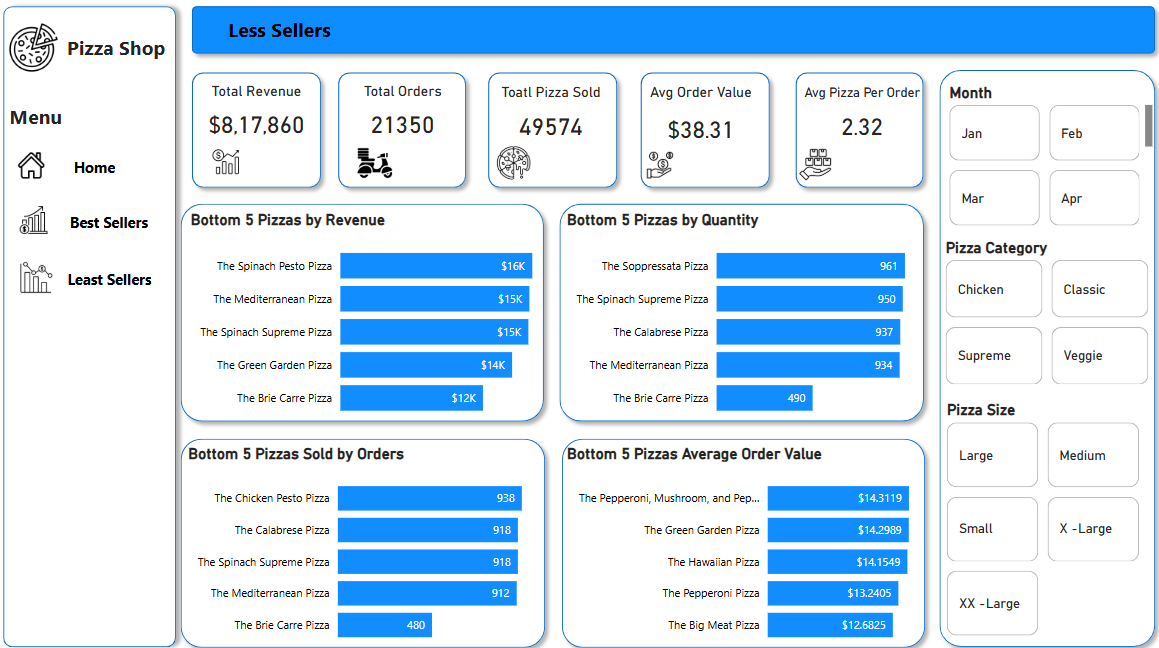 Pizza Shop
Menu
Home
Best Sellers
Least Sellers
Less Sellers
Total Revenue
$8,17,860
Total Orders
21350
Toatl Pizza Sold
49574
Avg Order Value
$38.31
Avg Pizza Per Order
2.32
Bottom 5 Pizzas by Revenue
The Spinach Pesto Pizza $16K
The Mediterranean Pizza $15K
The Spinach Supreme Pizza $15K
The Green Garden Pizza $14K
The Brie Carre Pizza $12K
Bottom 5 Pizzas by Quantity
The Soppressata Pizza 961
The Spinach Supreme Pizza 950
The Calabrese Pizza 937
The Mediterranean Pizza 934
The Brie Carre Pizza 490
Bottom 5 Pizzas Sold by Orders
The Chicken Pesto Pizza 938
The Calabrese Pizza 918
The Spinach Supreme Pizza 918
The Mediterranean Pizza 912
The Brie Carre Pizza 480
Bottom 5 Pizzas Average Order Value
The Pepperoni, Mushroom, and Pep... $14.3119
The Green Garden Pizza $14.2989
The Hawaiian Pizza $14.1549
The Pepperoni Pizza $13.2405
The Big Meat Pizza $12.6825
Month
Jan Feb
Mar Apr
Pizza Category
Chicken Classic
Supreme Veggie
Pizza Size
Large Medium
Small X -Large
XX -Large